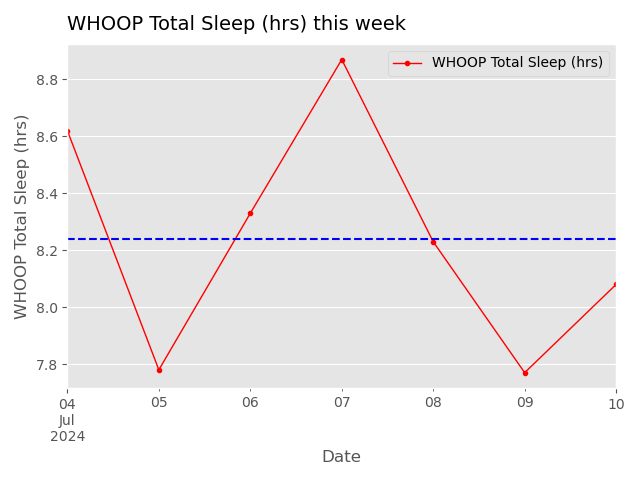 WHOOP Total Sleep (hrs) this week
WHOOP Total Sleep (hrs)
WHOOP Total Sleep (hrs)
8.8
8.6
8.4
8.2
8.0
7.8
04 05 06 07 08 09 10
Jul
2024
Date